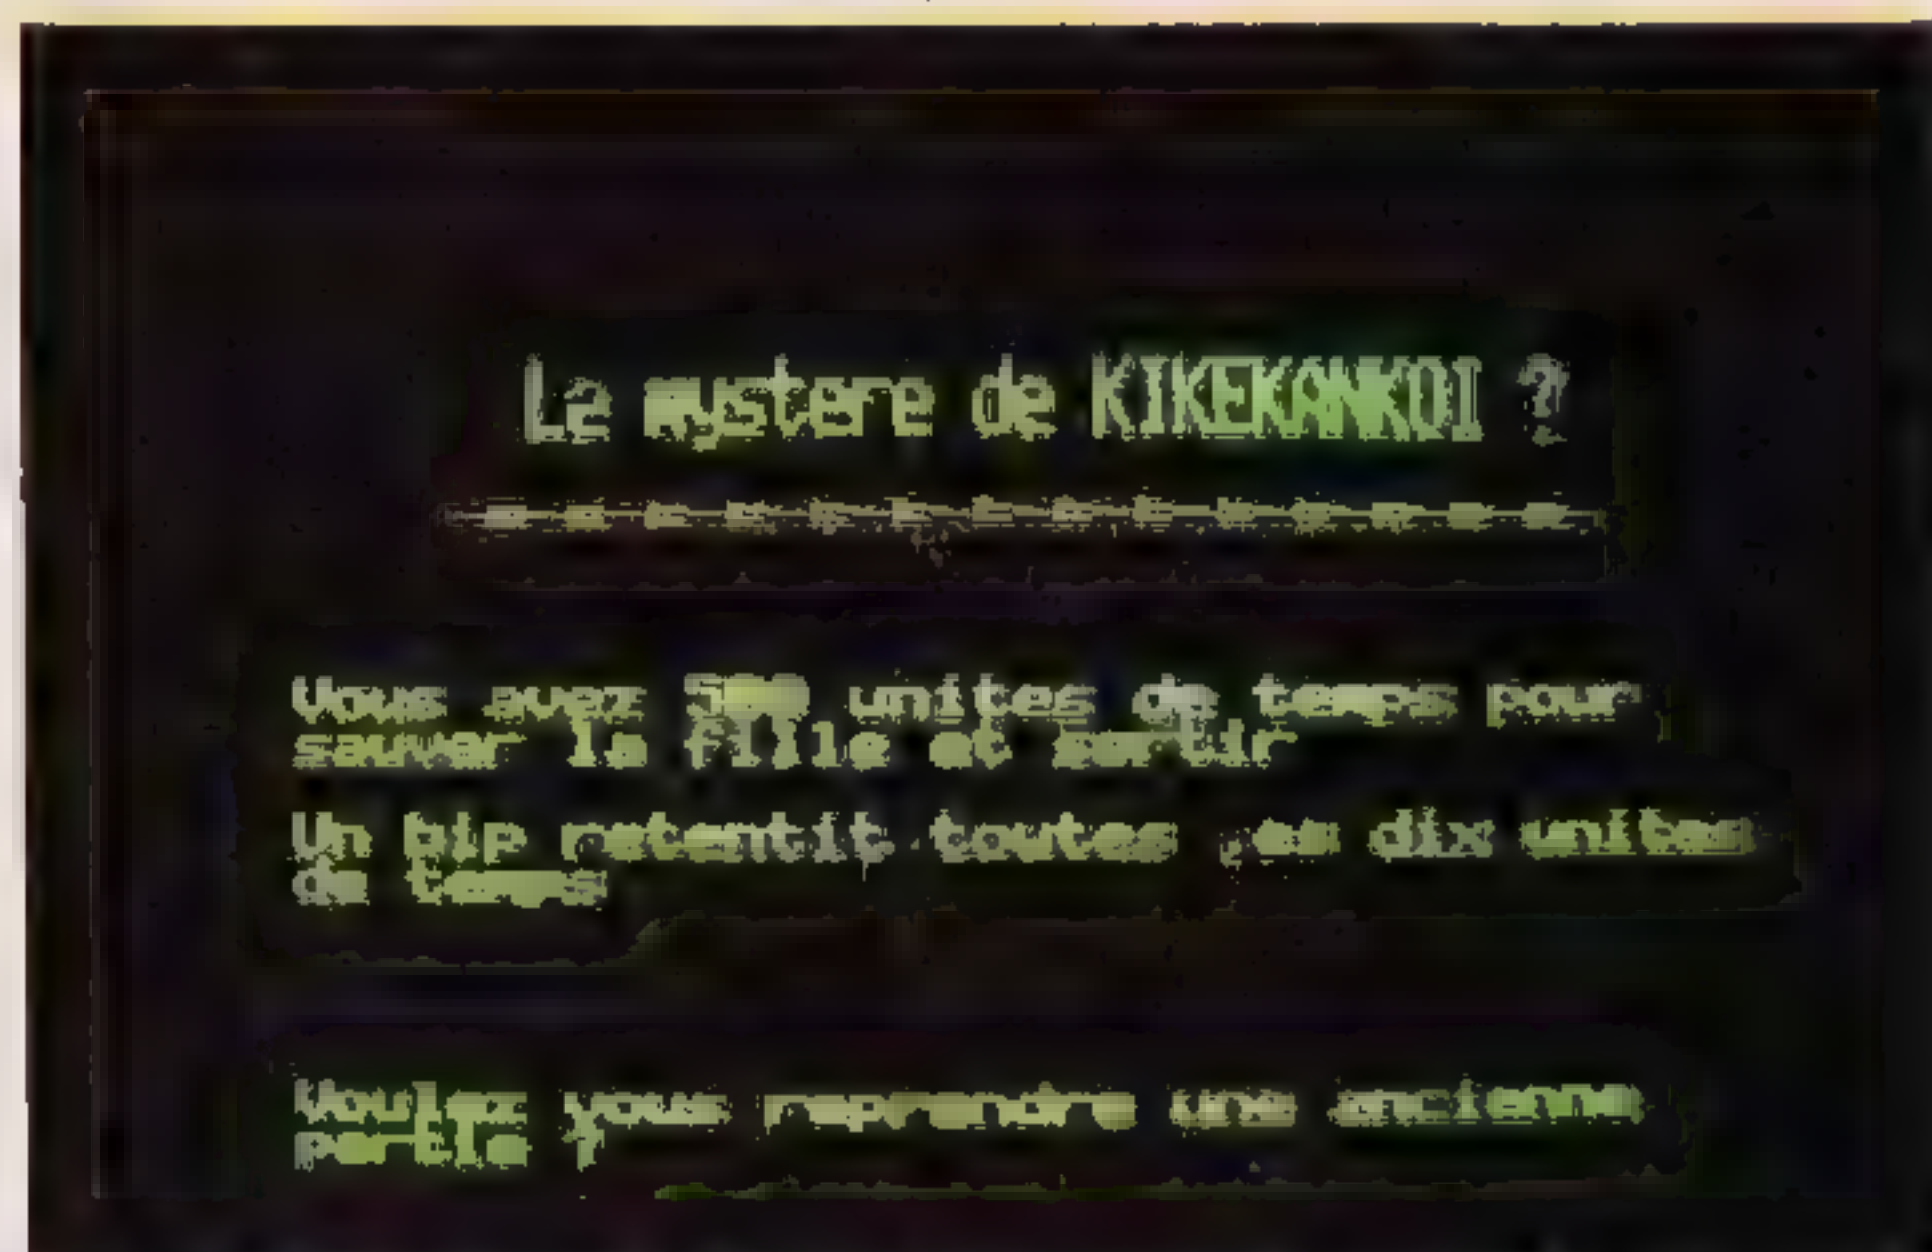 Le mystere de KIKEKANKOI ?
Vous avez 500 unites de temps pour
sauver la fille et sortir
Un bip retentit toutes les dix unites
de temps
Voulez vous reprendre une ancienne
partie ?